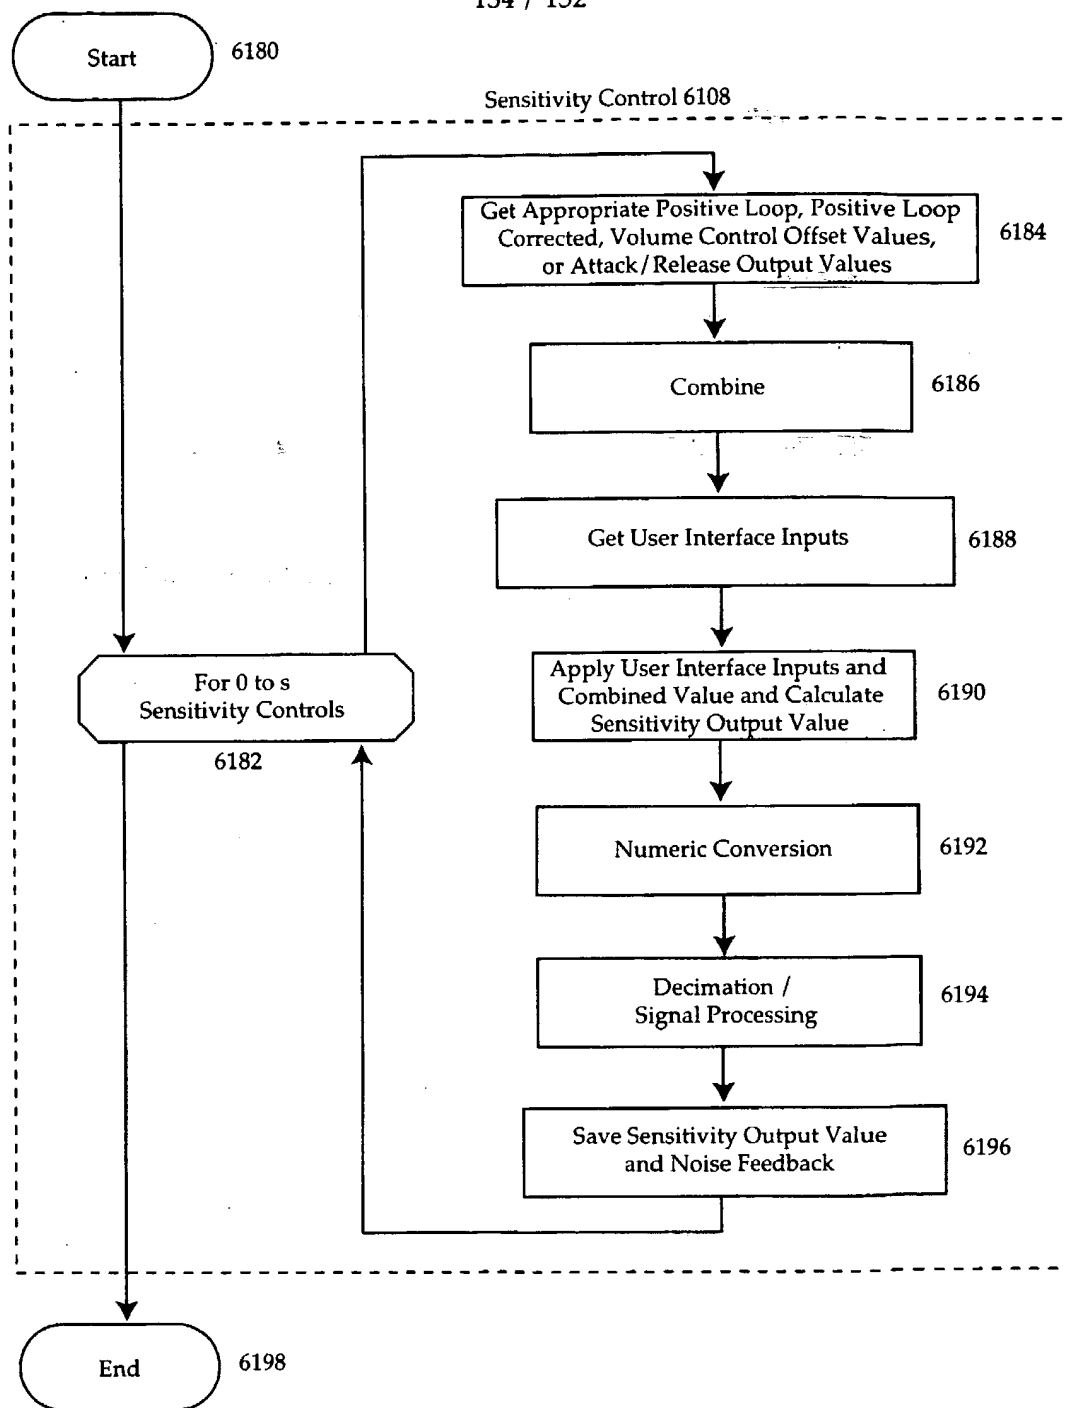 Start
6180
Sensitivity Control 6108
Get Appropriate Positive Loop, Positive Loop
Corrected, Volume Control Offset Values,
or Attack/Release Output Values
6184
Combine
6186
Get User Interface Inputs
6188
For 0 to s
Sensitivity Controls
6182
Apply User Interface Inputs and
Combined Value and Calculate
Sensitivity Output Value
6190
Numeric Conversion
6192
Decimation /
Signal Processing
6194
Save Sensitivity Output Value
and Noise Feedback
6196
End
6198